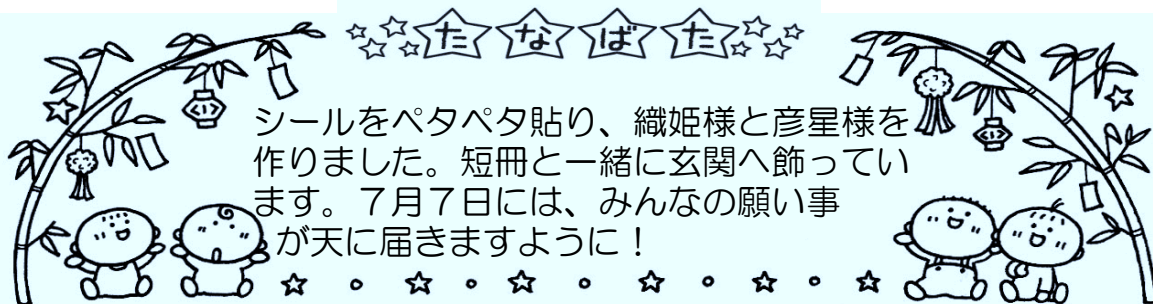 たなばた
シールをペタペタ貼り、織姫様と彦星様を
作りました。短冊と一緒に玄関へ飾ってい
ます。７月７日には、みんなの願い事
が天に届きますように！